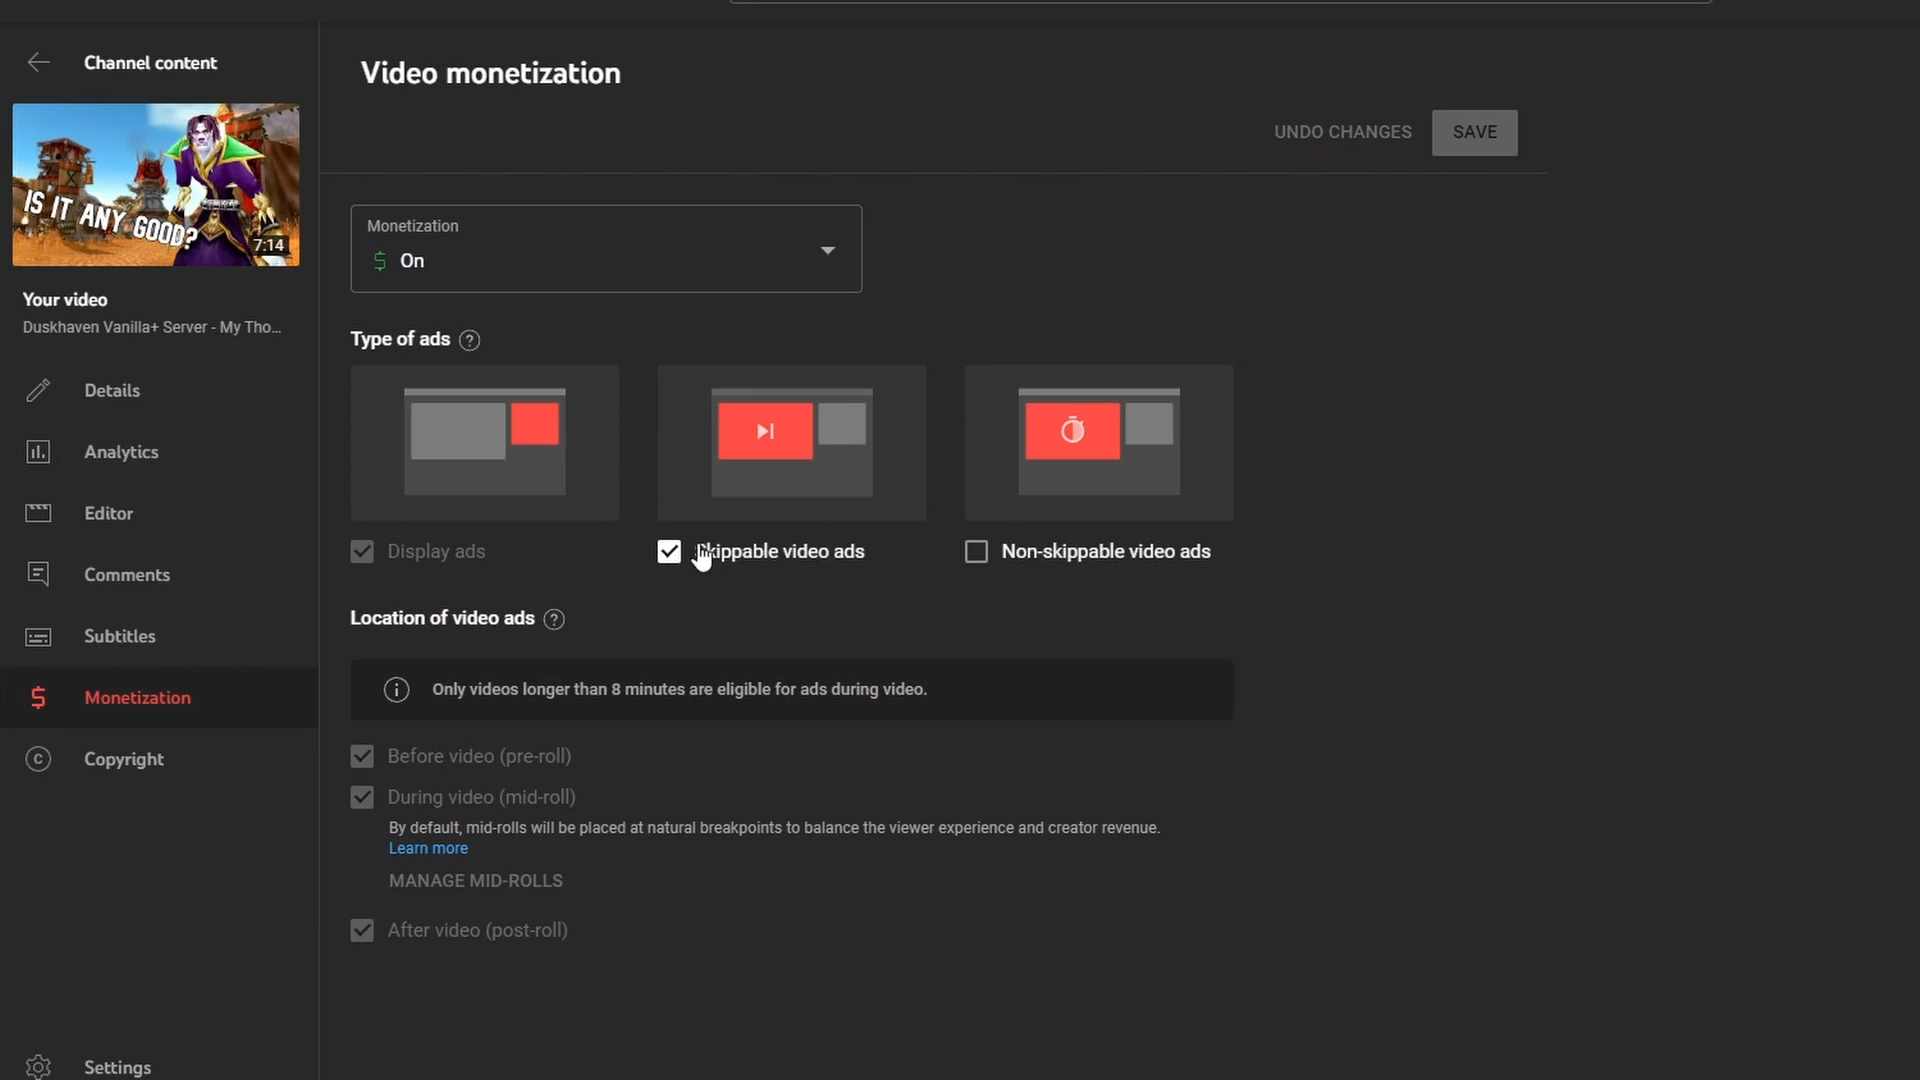 Channel content
IS IT ANY GOOD?
7:14
Your video
Duskhaven Vanilla+ Server - My Tho...
Details
Analytics
Editor
Comments
Subtitles
Monetization
Copyright
Settings
Video monetization
UNDO CHANGES
SAVE
Monetization
$ On
Type of ads ?
Display ads
Skippable video ads
Non-skippable video ads
Location of video ads ?
Only videos longer than 8 minutes are eligible for ads during video.
Before video (pre-roll)
During video (mid-roll)
By default, mid-rolls will be placed at natural breakpoints to balance the viewer experience and creator revenue.
Learn more
MANAGE MID-ROLLS
After video (post-roll)